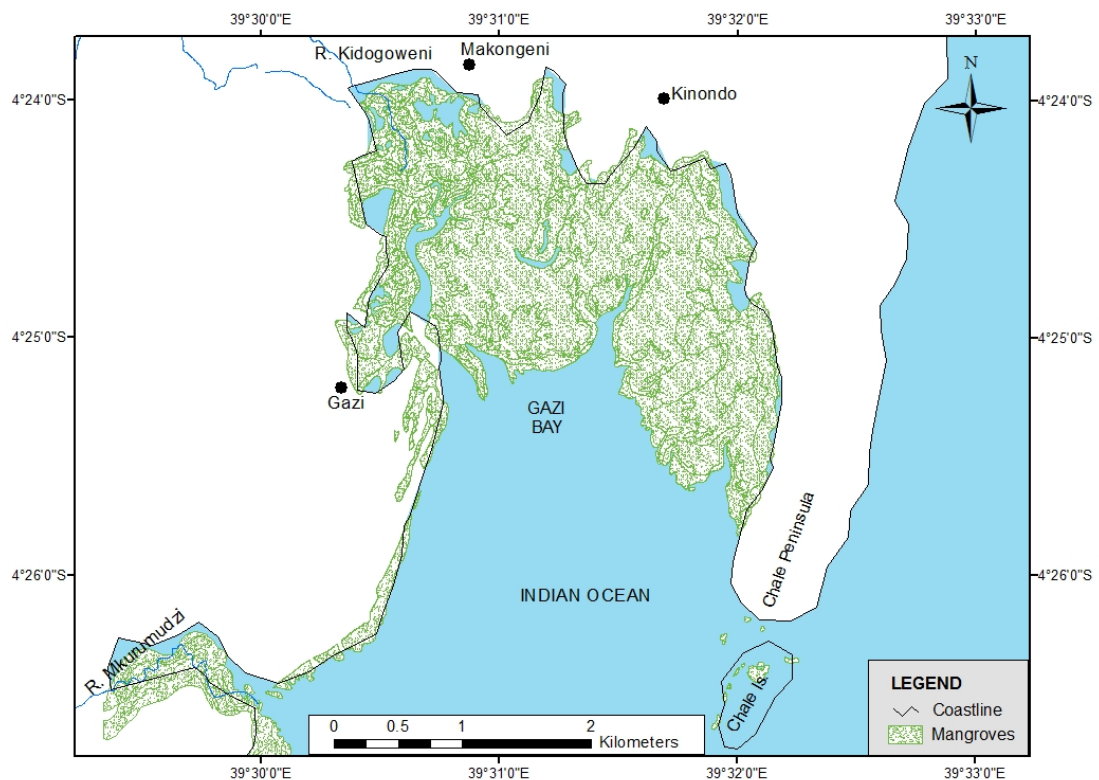 39°30'0"E
39°31'0"E
39°32'0"E
39°33'0"E
R. Kidogoweni
Makongeni
N
4°24'0"S
Kinondo
4°24'0"S
4°25'0"S
4°25'0"S
Gazi
GAZI
BAY
Chale Peninsula
4°26'0"S
INDIAN OCEAN
4°26'0"S
R. Mkurumudzi
Chale Is.
LEGEND
Coastline
Mangroves
0 0.5 1 2
Kilometers
39°30'0"E
39°31'0"E
39°32'0"E
39°33'0"E